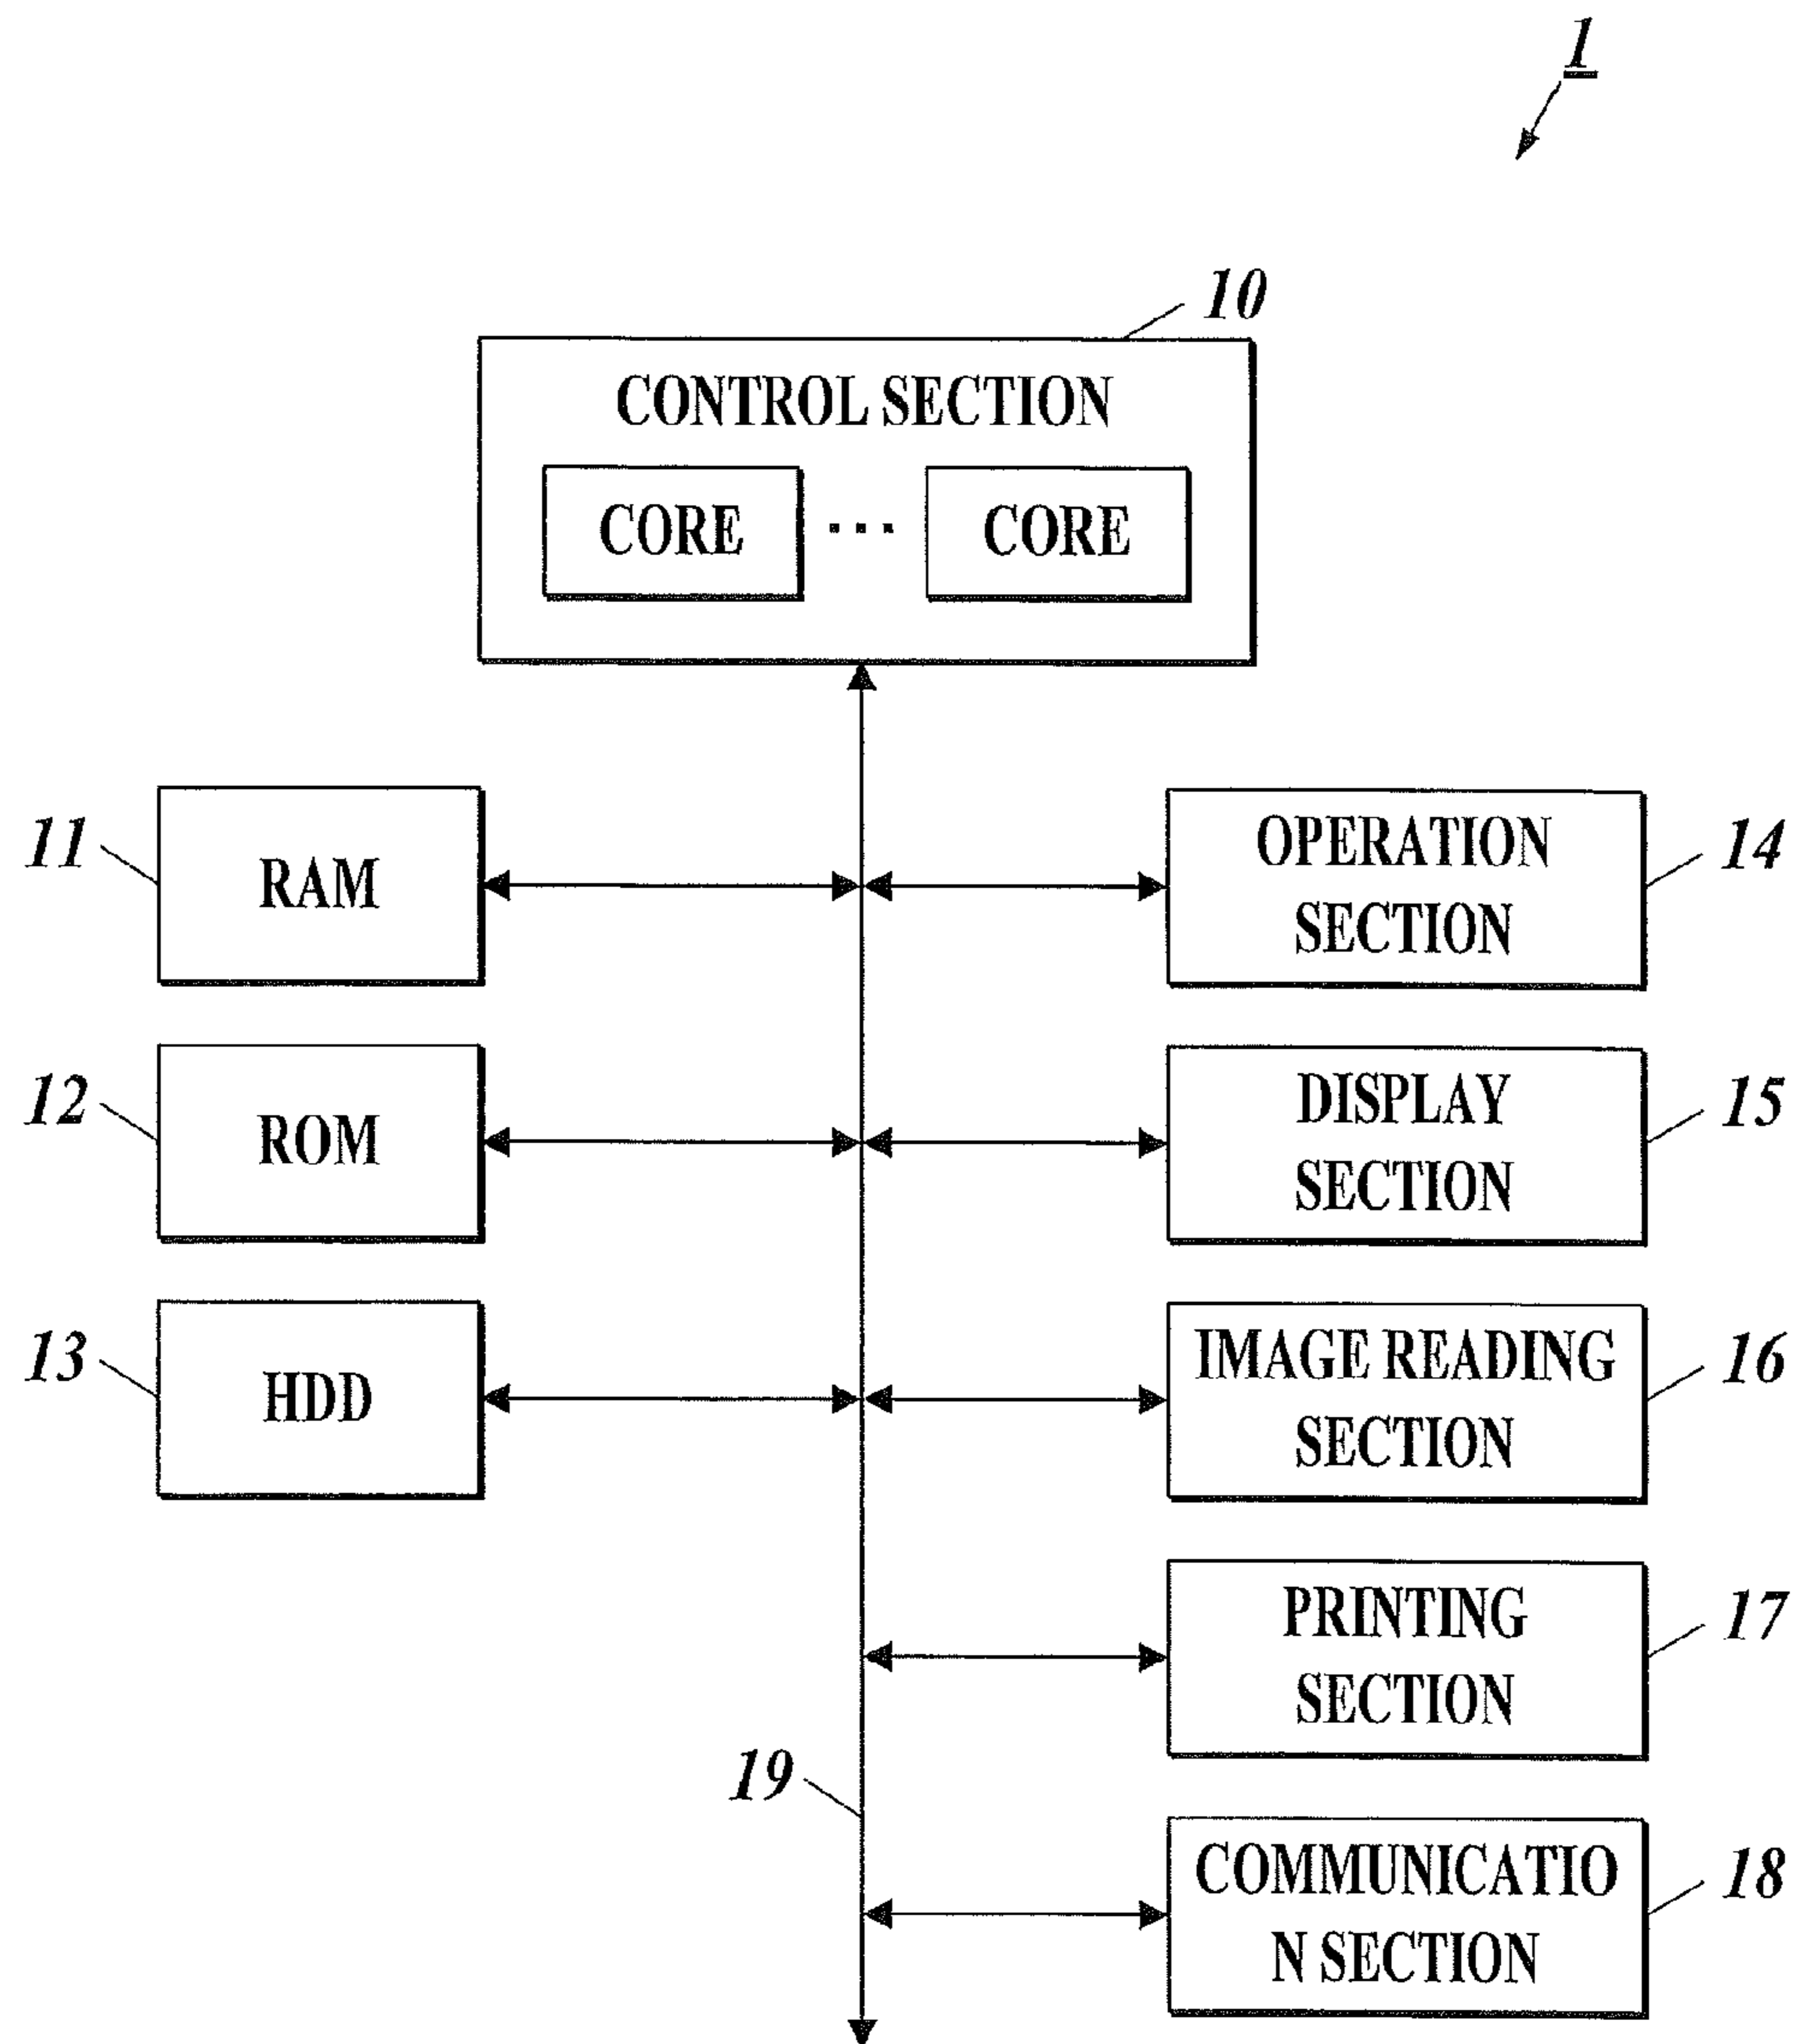 1
10
CONTROL SECTION
CORE ··· CORE
11
RAM
OPERATION
SECTION
14
12
ROM
DISPLAY
SECTION
15
13
HDD
IMAGE READING
SECTION
16
PRINTING
SECTION
17
19
COMMUNICATIO
N SECTION
18